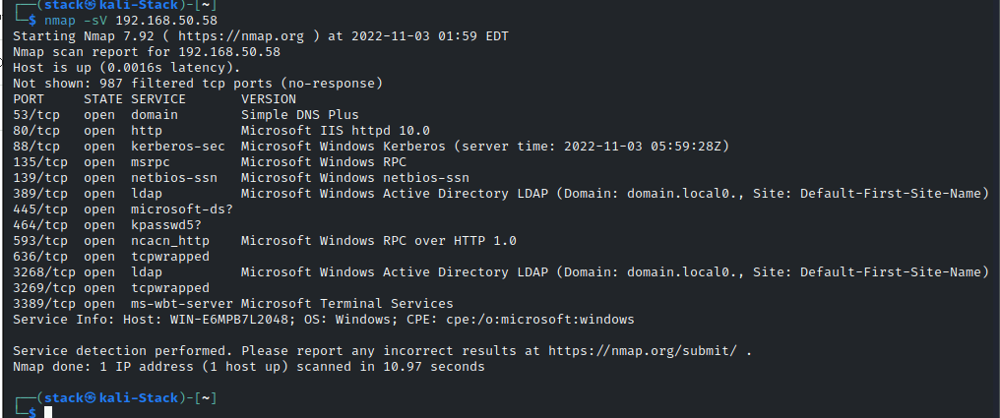 ┌──(stack㉿kali-Stack)-[~]
└─$ nmap -sV 192.168.50.58
Starting Nmap 7.92 ( https://nmap.org ) at 2022-11-03 01:59 EDT
Nmap scan report for 192.168.50.58
Host is up (0.0016s latency).
Not shown: 987 filtered tcp ports (no-response)
PORT     STATE SERVICE       VERSION
53/tcp   open  domain        Simple DNS Plus
80/tcp   open  http          Microsoft IIS httpd 10.0
88/tcp   open  kerberos-sec  Microsoft Windows Kerberos (server time: 2022-11-03 05:59:28Z)
135/tcp  open  msrpc         Microsoft Windows RPC
139/tcp  open  netbios-ssn   Microsoft Windows netbios-ssn
389/tcp  open  ldap          Microsoft Windows Active Directory LDAP (Domain: domain.local0., Site: Default-First-Site-Name)
445/tcp  open  microsoft-ds?
464/tcp  open  kpasswd5?
593/tcp  open  ncacn_http    Microsoft Windows RPC over HTTP 1.0
636/tcp  open  tcpwrapped
3268/tcp open  ldap          Microsoft Windows Active Directory LDAP (Domain: domain.local0., Site: Default-First-Site-Name)
3269/tcp open  tcpwrapped
3389/tcp open  ms-wbt-server Microsoft Terminal Services
Service Info: Host: WIN-E6MPB7L2048; OS: Windows; CPE: cpe:/o:microsoft:windows

Service detection performed. Please report any incorrect results at https://nmap.org/submit/ .
Nmap done: 1 IP address (1 host up) scanned in 10.97 seconds

┌──(stack㉿kali-Stack)-[~]
└─$